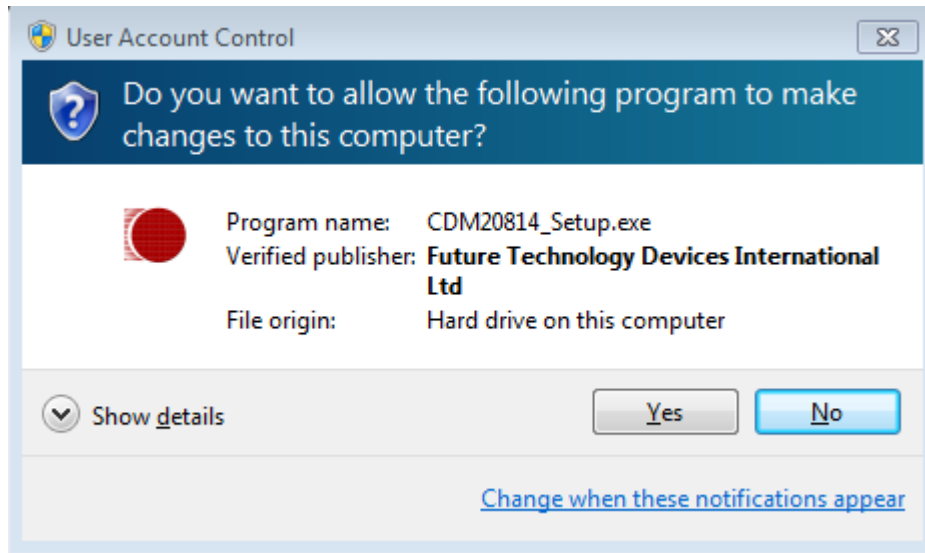 User Account Control
Do you want to allow the following program to make
changes to this computer?
Program name: CDM20814_Setup.exe
Verified publisher: Future Technology Devices International
Ltd
File origin: Hard drive on this computer
Show details
Yes
No
Change when these notifications appear